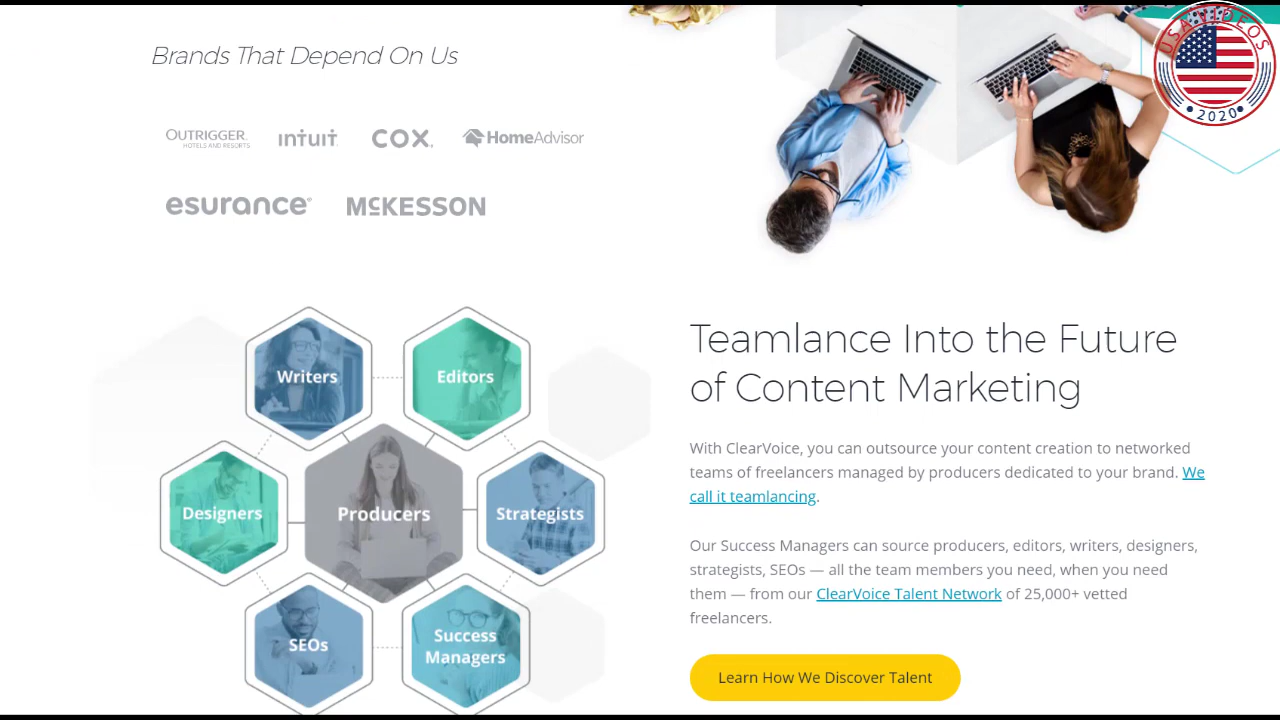 Brands That Depend On Us
OUTRIGGER
HOTELS AND RESORTS
intuit
COX
HomeAdvisor
esurance
MCKESSON
USA VIDEOS
2020
Writers
Editors
Designers
Producers
Strategists
SEOs
Success
Managers
Teamlance Into the Future
of Content Marketing
With ClearVoice, you can outsource your content creation to networked
teams of freelancers managed by producers dedicated to your brand. We
call it teamlancing.
Our Success Managers can source producers, editors, writers, designers,
strategists, SEOs — all the team members you need, when you need
them — from our ClearVoice Talent Network of 25,000+ vetted
freelancers.
Learn How We Discover Talent